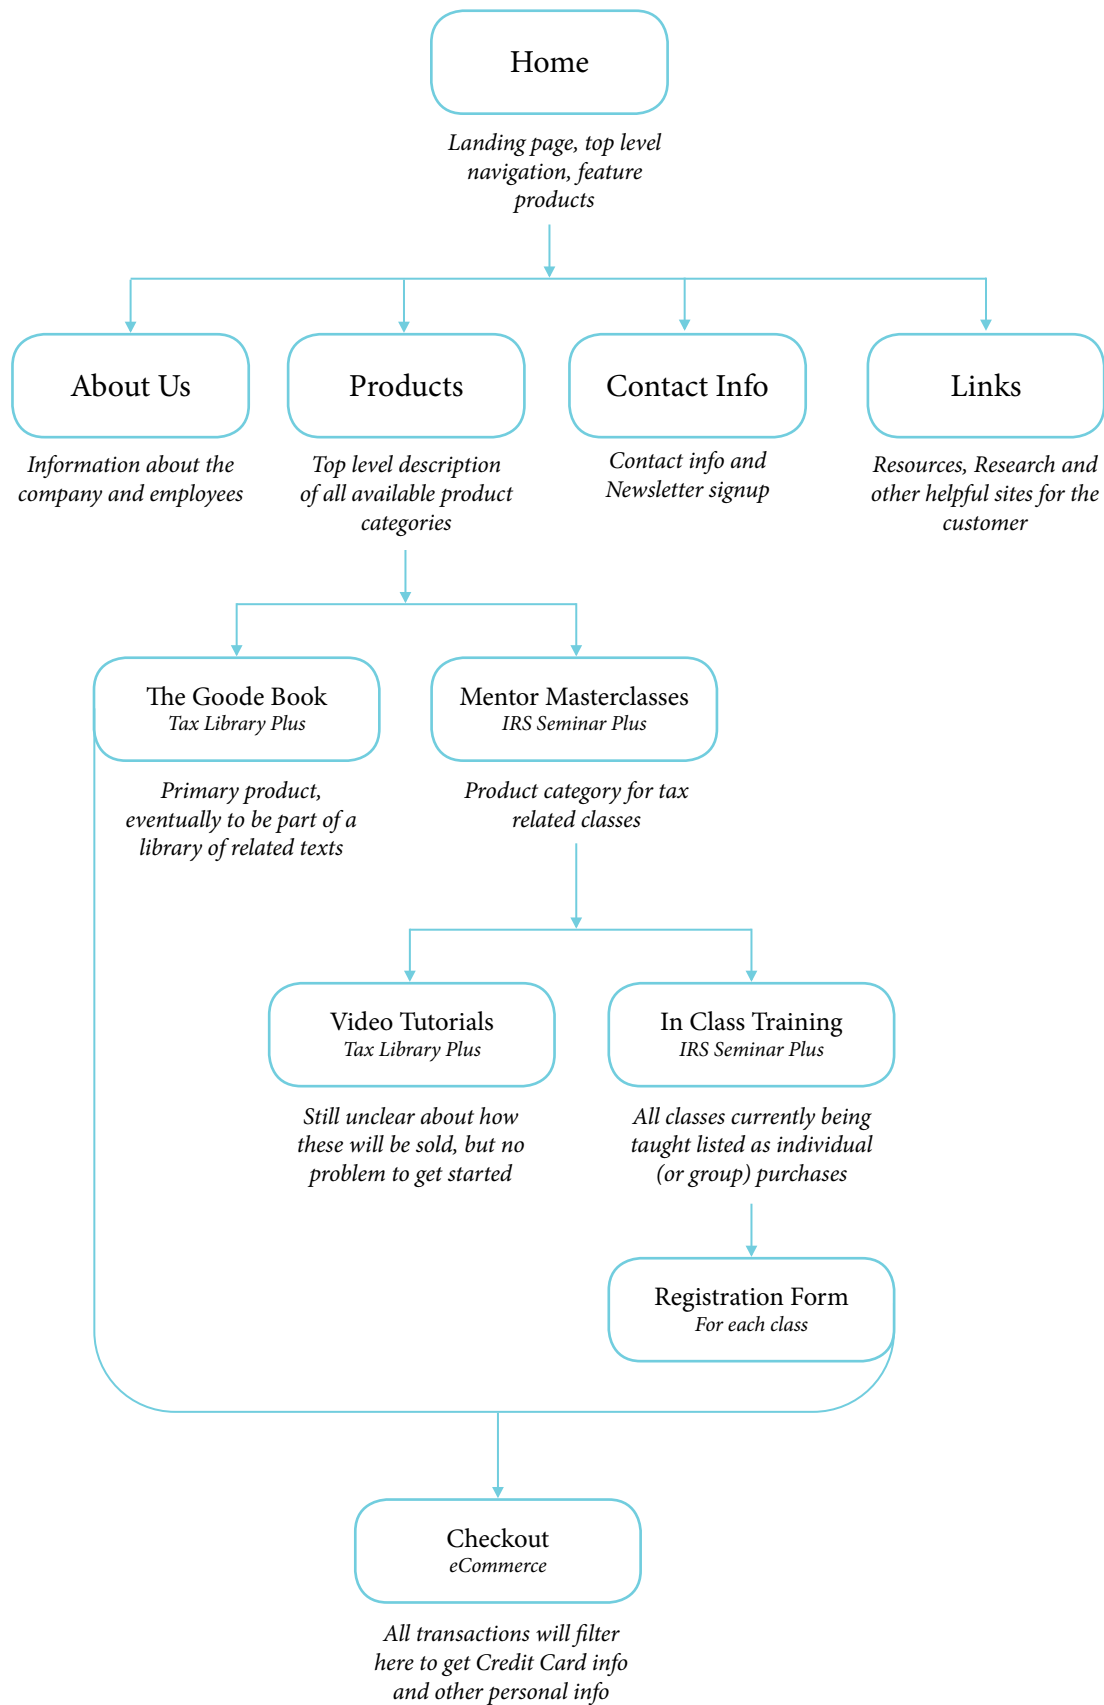 Home
Landing page, top level
navigation, feature
products
About Us
Information about the
company and employees
Products
Top level description
of all available product
categories
Contact Info
Contact info and
Newsletter signup
Links
Resources, Research and
other helpful sites for the
customer
The Goode Book
Tax Library Plus
Primary product,
eventually to be part of a
library of related texts
Mentor Masterclasses
IRS Seminar Plus
Product category for tax
related classes
Video Tutorials
Tax Library Plus
Still unclear about how
these will be sold, but no
problem to get started
In Class Training
IRS Seminar Plus
All classes currently being
taught listed as individual
(or group) purchases
Registration Form
For each class
Checkout
eCommerce
All transactions will filter
here to get Credit Card info
and other personal info